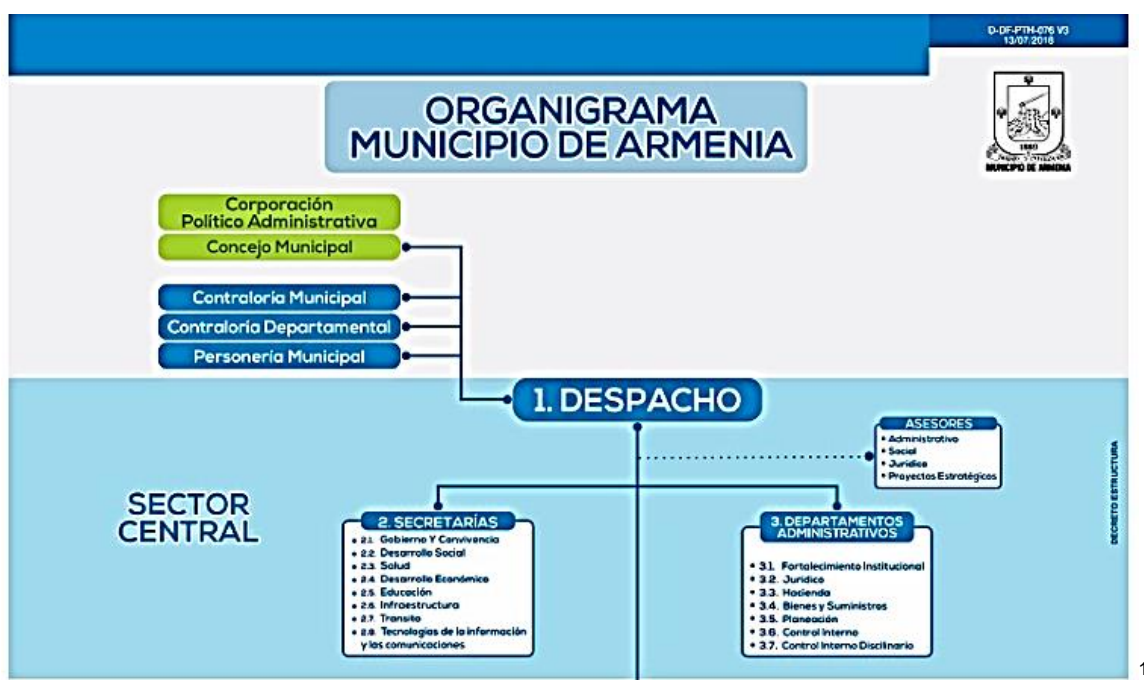 D-DF-PTH-076 V3
13/07/2018
ORGANIGRAMA
MUNICIPIO DE ARMENIA
1889
MUNICIPIO DE ARMENIA
Corporación
Político Administrativa
Concejo Municipal
Contraloría Municipal
Contraloría Departamental
Personería Municipal
1. DESPACHO
ASESORES
• Administrativo
• Social
• Jurídico
• Proyectos Estratégicos
DECRETO ESTRUCTURA
SECTOR
CENTRAL
2. SECRETARÍAS
• 2.1. Gobierno Y Convivencia
• 2.2. Desarrollo Social
• 2.3. Salud
• 2.4. Desarrollo Económico
• 2.5. Educación
• 2.6. Infraestructura
• 2.7. Transito
• 2.8. Tecnologías de la información
y las comunicaciones
3. DEPARTAMENTOS
ADMINISTRATIVOS
• 3.1. Fortalecimiento Institucional
• 3.2. Jurídico
• 3.3. Hacienda
• 3.4. Bienes y Suministros
• 3.5. Planeación
• 3.6. Control Interno
• 3.7. Control Interno Discilinario
1